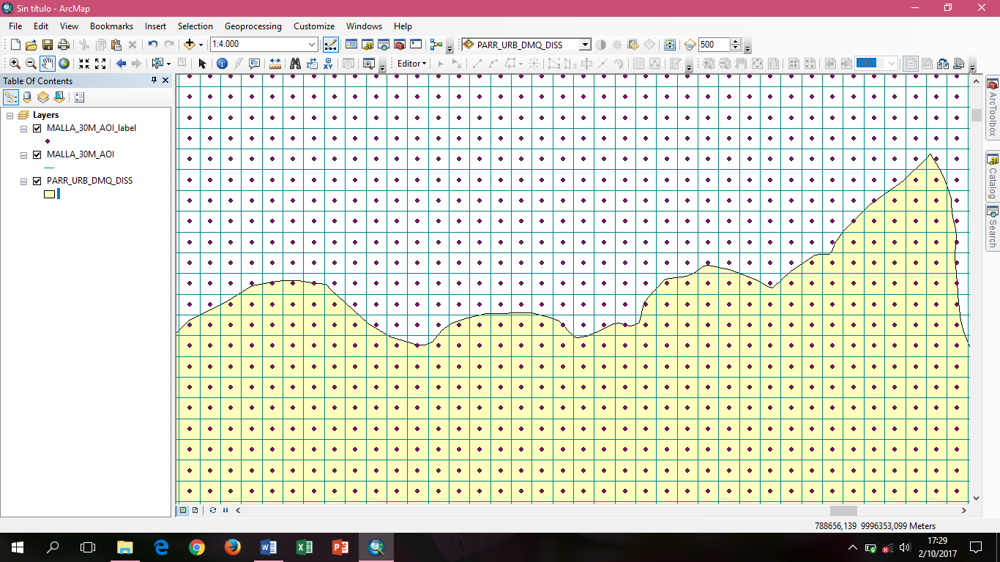 Sin título - ArcMap
File Edit View Bookmarks Insert Selection Geoprocessing Customize Windows Help
1:4.000 PARR_URB_DMQ_DISS 500
Editor 100%
Table Of Contents
Layers
MALLA_30M_AOI_label
MALLA_30M_AOI
PARR_URB_DMQ_DISS
ArcToolbox
Catalog
Search
788656,139 9996353,099 Meters
17:29
2/10/2017